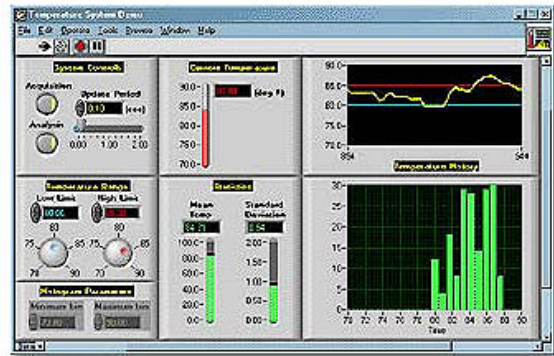 Temperature System Demo
File Edit Operate Tools Browse Window Help
System Controls
Acquisition
Update Period
0.10 (sec)
Analysis
0.00 1.00 2.00
Current Temperature
90.0
85.0
80.0
75.0
70.0
(deg F)
90.0
85.0
80.0
75.0
70.0
Temperature History
Temperature Range
Low Limit High Limit
80 80
75 85 75 85
70 90 70 90
Histogram Parameters
Minimum bin Maximum bin
Statistics
Mean Temp
Standard Deviation
100.0
80.0
60.0
40.0
20.0
0.0
2.00
1.50
1.00
0.50
0.00
30
25
20
15
10
5
0
70 72 74 76 78 80 82 84 86 88 90
Time